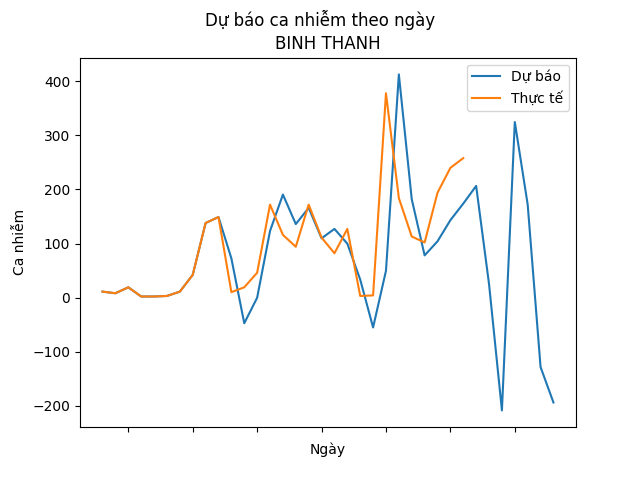 Dự báo ca nhiễm theo ngày
BINH THANH
Dự báo
Thực tế
Ca nhiễm
400
300
200
100
0
−100
−200
Ngày